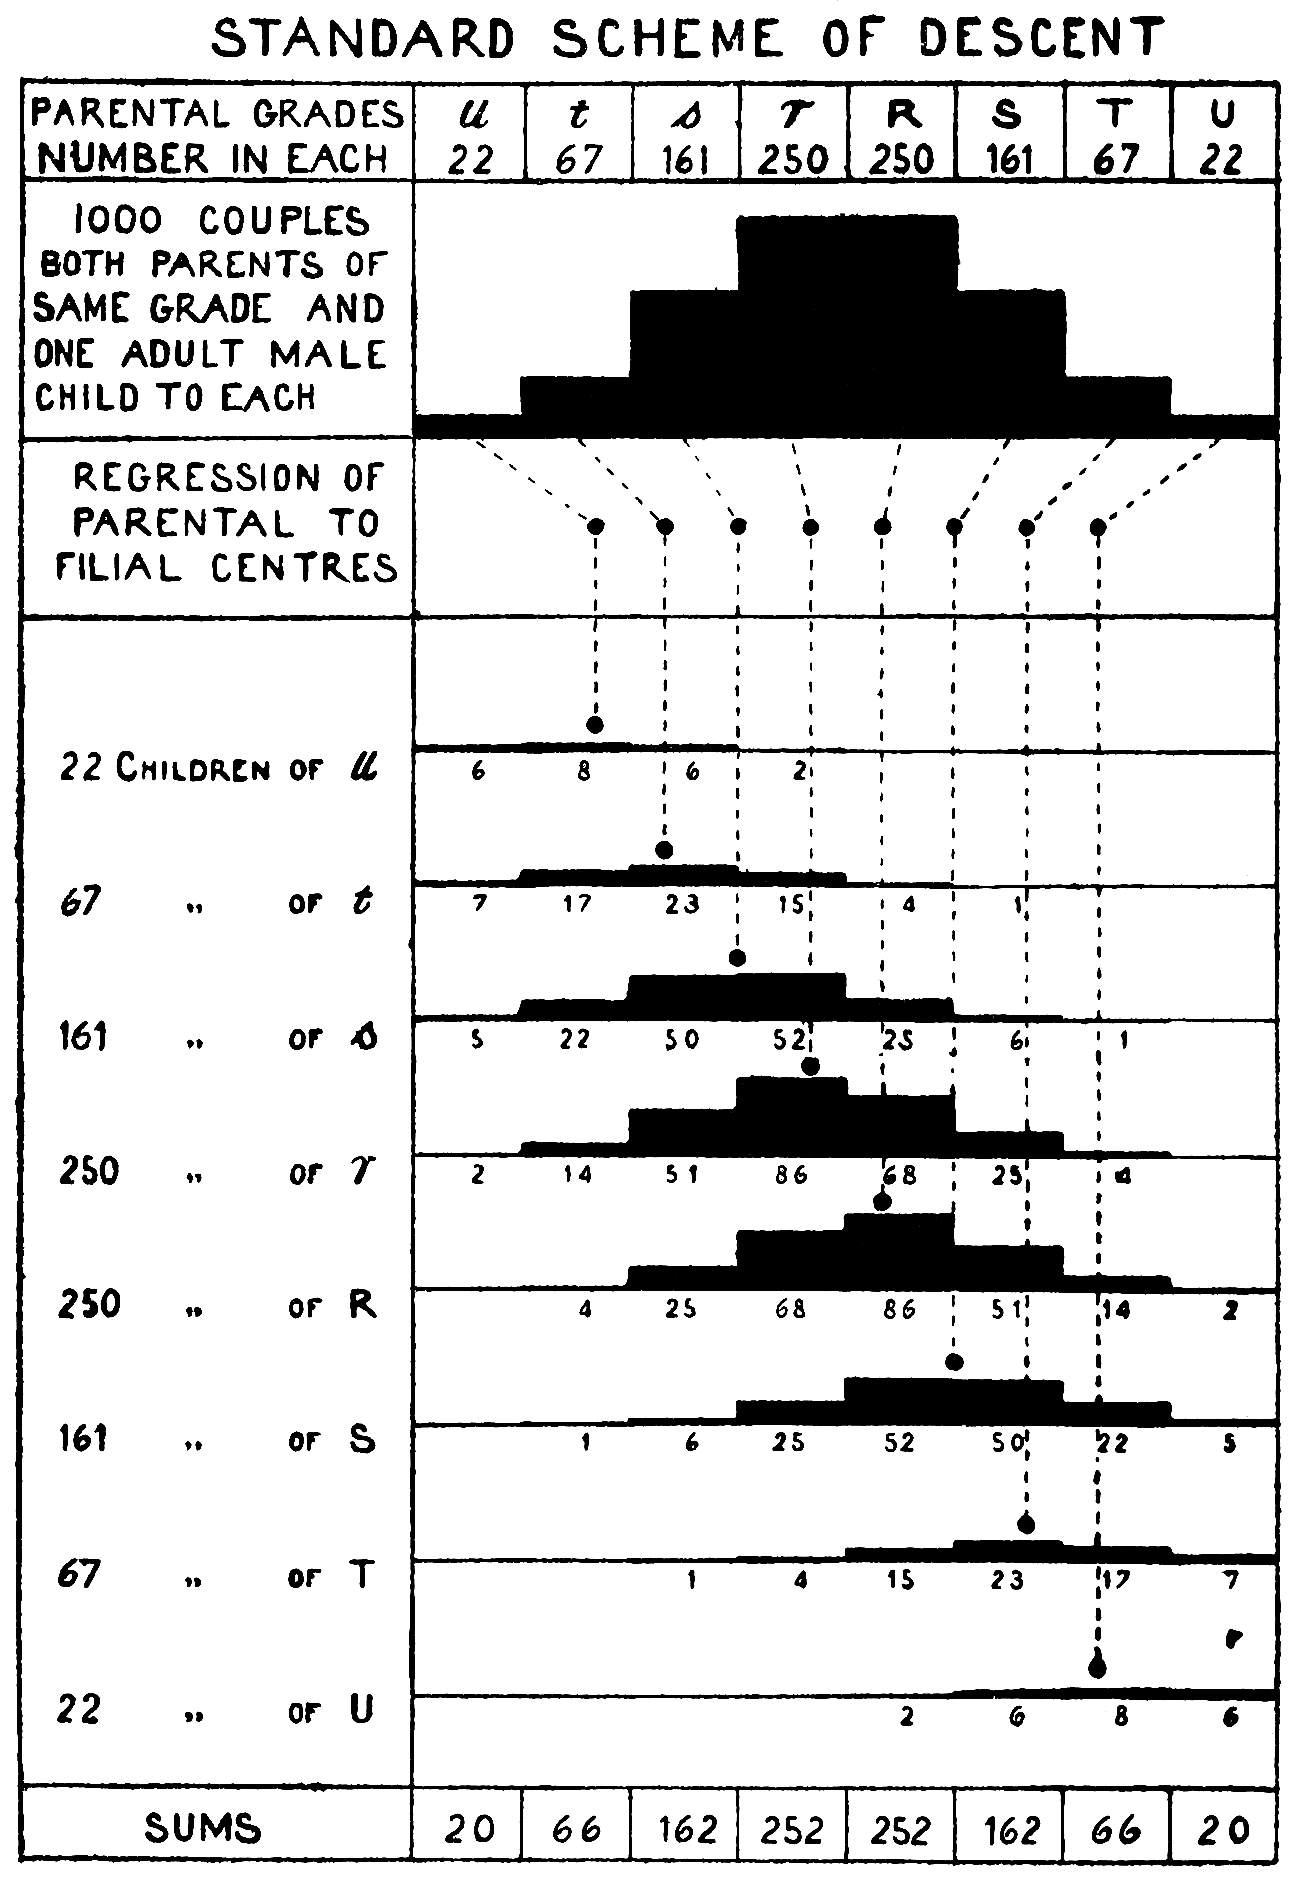 STANDARD SCHEME OF DESCENT
PARENTAL GRADES u t s r R S T U
NUMBER IN EACH 22 67 161 250 250 161 67 22
1000 COUPLES
BOTH PARENTS OF
SAME GRADE AND
ONE ADULT MALE
CHILD TO EACH
REGRESSION OF
PARENTAL TO
FILIAL CENTRES
22 CHILDREN OF u 6 8 6 2
67 " OF t 7 17 23 15 4 1
161 " OF s 5 22 50 52 25 6 1
250 " OF r 2 14 51 86 68 25 4
250 " OF R 4 25 68 86 51 14 2
161 " OF S 1 6 25 52 50 22 5
67 " OF T 1 4 15 23 17 7
22 " OF U 2 6 8 6
SUMS 20 66 162 252 252 162 66 20